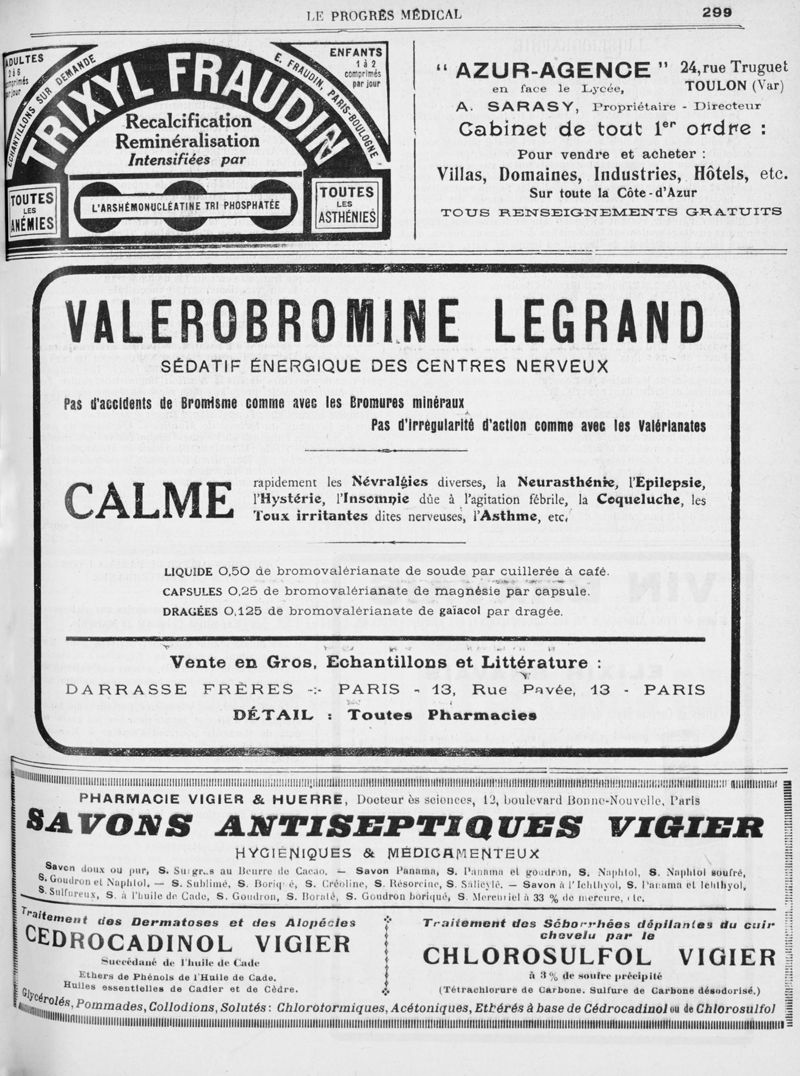 LE PROGRÈS MÉDICAL 299
ADULTES
2 à 6
comprimés
par jour
ÉCHANTILLONS SUR DEMANDE
TRIXYL FRAUDIN
E. FRAUDIN, PARIS-BOULOGNE
ENFANTS
1 à 2
comprimés
par jour
Recalcification
Reminéralisation
Intensifiées par
L'ARSHÉMONUCLÉATINE TRI PHOSPHATÉE
TOUTES
LES
ANÉMIES
TOUTES
LES
ASTHÉNIES
“ AZUR-AGENCE ” 24, rue Truguet
en face le Lycée, TOULON (Var)
A. SARASY, Propriétaire - Directeur
Cabinet de tout 1er ordre :
Pour vendre et acheter :
Villas, Domaines, Industries, Hôtels, etc.
Sur toute la Côte-d'Azur
TOUS RENSEIGNEMENTS GRATUITS
VALEROBROMINE LEGRAND
SÉDATIF ÉNERGIQUE DES CENTRES NERVEUX
Pas d'accidents de Bromisme comme avec les Bromures minéraux
Pas d'irrégularité d'action comme avec les Valérianates
CALME
rapidement les Névralgies diverses, la Neurasthénie, l'Epilepsie,
l'Hystérie, l'Insomnie dûe à l'agitation fébrile, la Coqueluche, les
Toux irritantes dites nerveuses, l'Asthme, etc.
LIQUIDE 0,50 de bromovalérianate de soude par cuillerée à café.
CAPSULES 0,25 de bromovalérianate de magnésie par capsule.
DRAGÉES 0,125 de bromovalérianate de gaïacol par dragée.
Vente en Gros, Echantillons et Littérature :
DARRASSE FRÈRES -:- PARIS - 13, Rue Pavée, 13 - PARIS
DÉTAIL : Toutes Pharmacies
PHARMACIE VIGIER & HUERRE, Docteur ès sciences, 12, boulevard Bonne-Nouvelle, Paris
SAVONS ANTISEPTIQUES VIGIER
HYGIÉNIQUES & MÉDICAMENTEUX
Savon doux ou pur, S. Surgras au Beurre de Cacao. — Savon Panama, S. Panama et goudron, S. Naphtol, S. Naphtol soufré,
S. Goudron et Naphtol, — S. Sublimé, S. Boriqué, S. Créoline, S. Résorcine, S. Salicylé. — Savon à l'Ichthyol, S. Panama et Ichthyol,
S. Sulfureux, S. à l'huile de Cade, S. Goudron, S. Boraté, S. Goudron boriqué, S. Mercuriel à 33 % de mercure, etc.
Traitement des Dermatoses et des Alopécies
CEDROCADINOL VIGIER
Succédané de l'huile de Cade
Ethers de Phénols de l'Huile de Cade.
Huiles essentielles de Cadier et de Cèdre.
Traitement des Séborrhées dépilantes du cuir
chevelu par le
CHLOROSULFOL VIGIER
à 3 % de soufre précipité
(Tétrachlorure de Carbone. Sulfure de Carbone désodorisé.)
Glycérolés, Pommades, Collodions, Solutés : Chloroformiques, Acétoniques, Ethérés à base de Cédrocadinol ou de Chlorosulfol